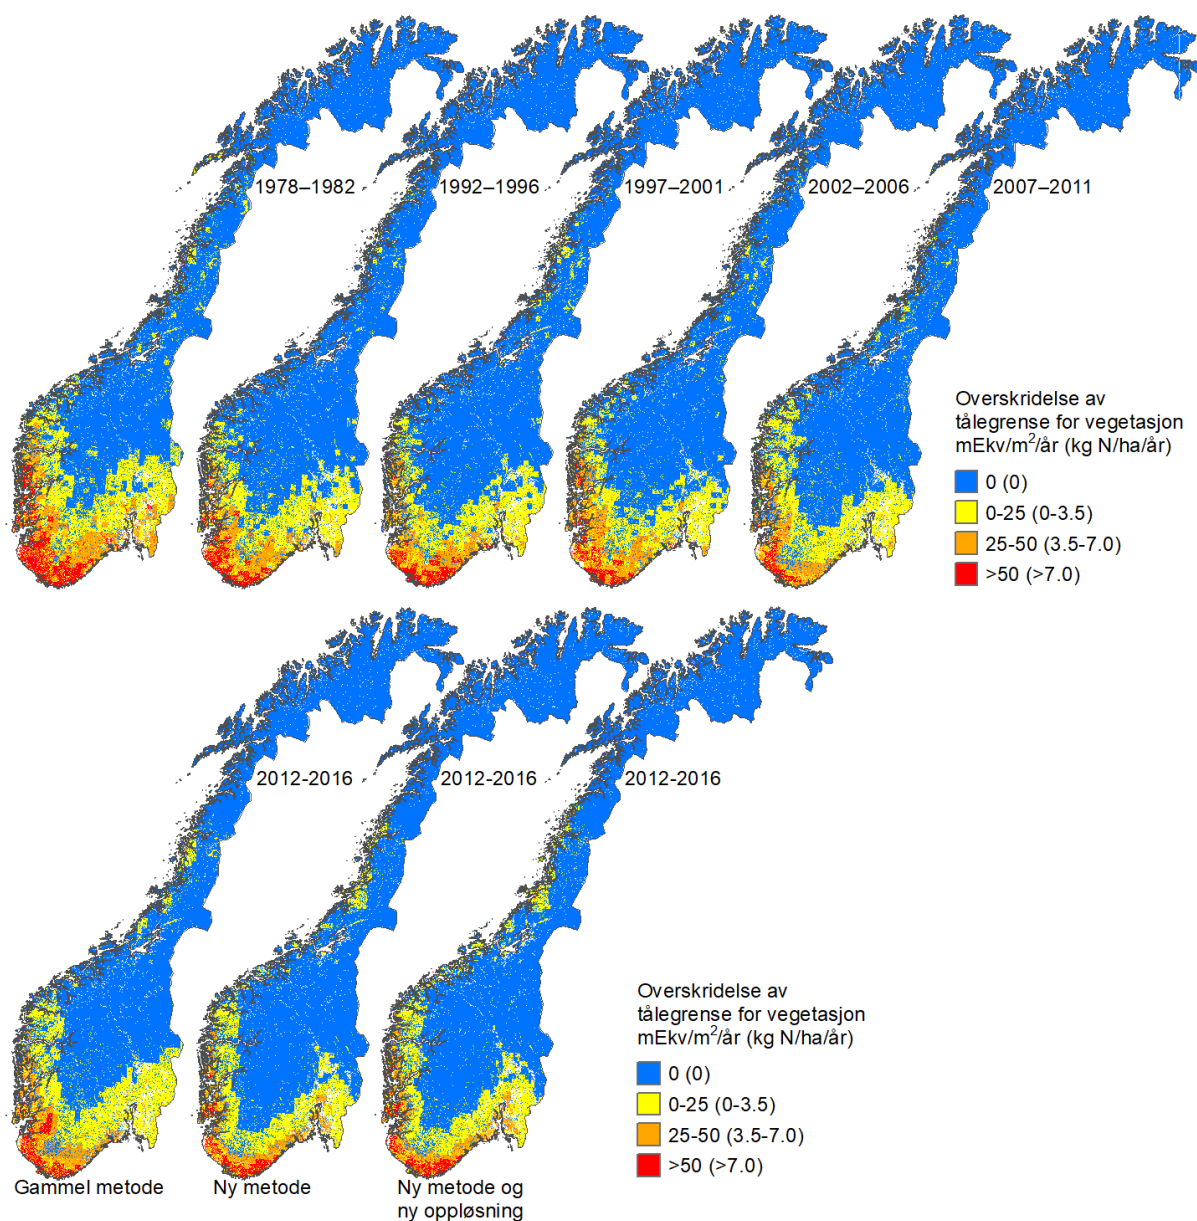 1978–1982
1992–1996
1997–2001
2002–2006
2007–2011
Overskridelse av
tålegrense for vegetasjon
mEkv/m²/år (kg N/ha/år)
0 (0)
0-25 (0-3.5)
25-50 (3.5-7.0)
>50 (>7.0)
2012-2016
2012-2016
2012-2016
Overskridelse av
tålegrense for vegetasjon
mEkv/m²/år (kg N/ha/år)
0 (0)
0-25 (0-3.5)
25-50 (3.5-7.0)
>50 (>7.0)
Gammel metode
Ny metode
Ny metode og
ny oppløsning